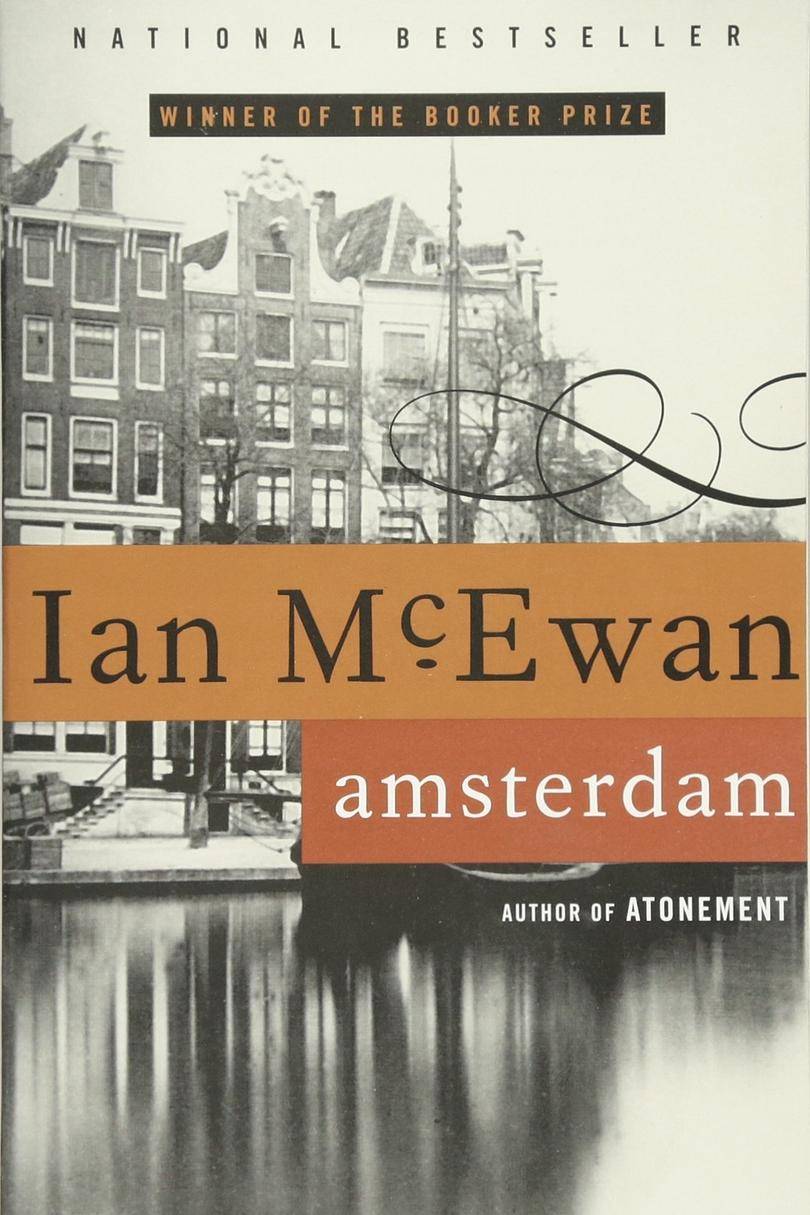 NATIONAL BESTSELLER
WINNER OF THE BOOKER PRIZE
Ian McEwan
amsterdam
AUTHOR OF ATONEMENT